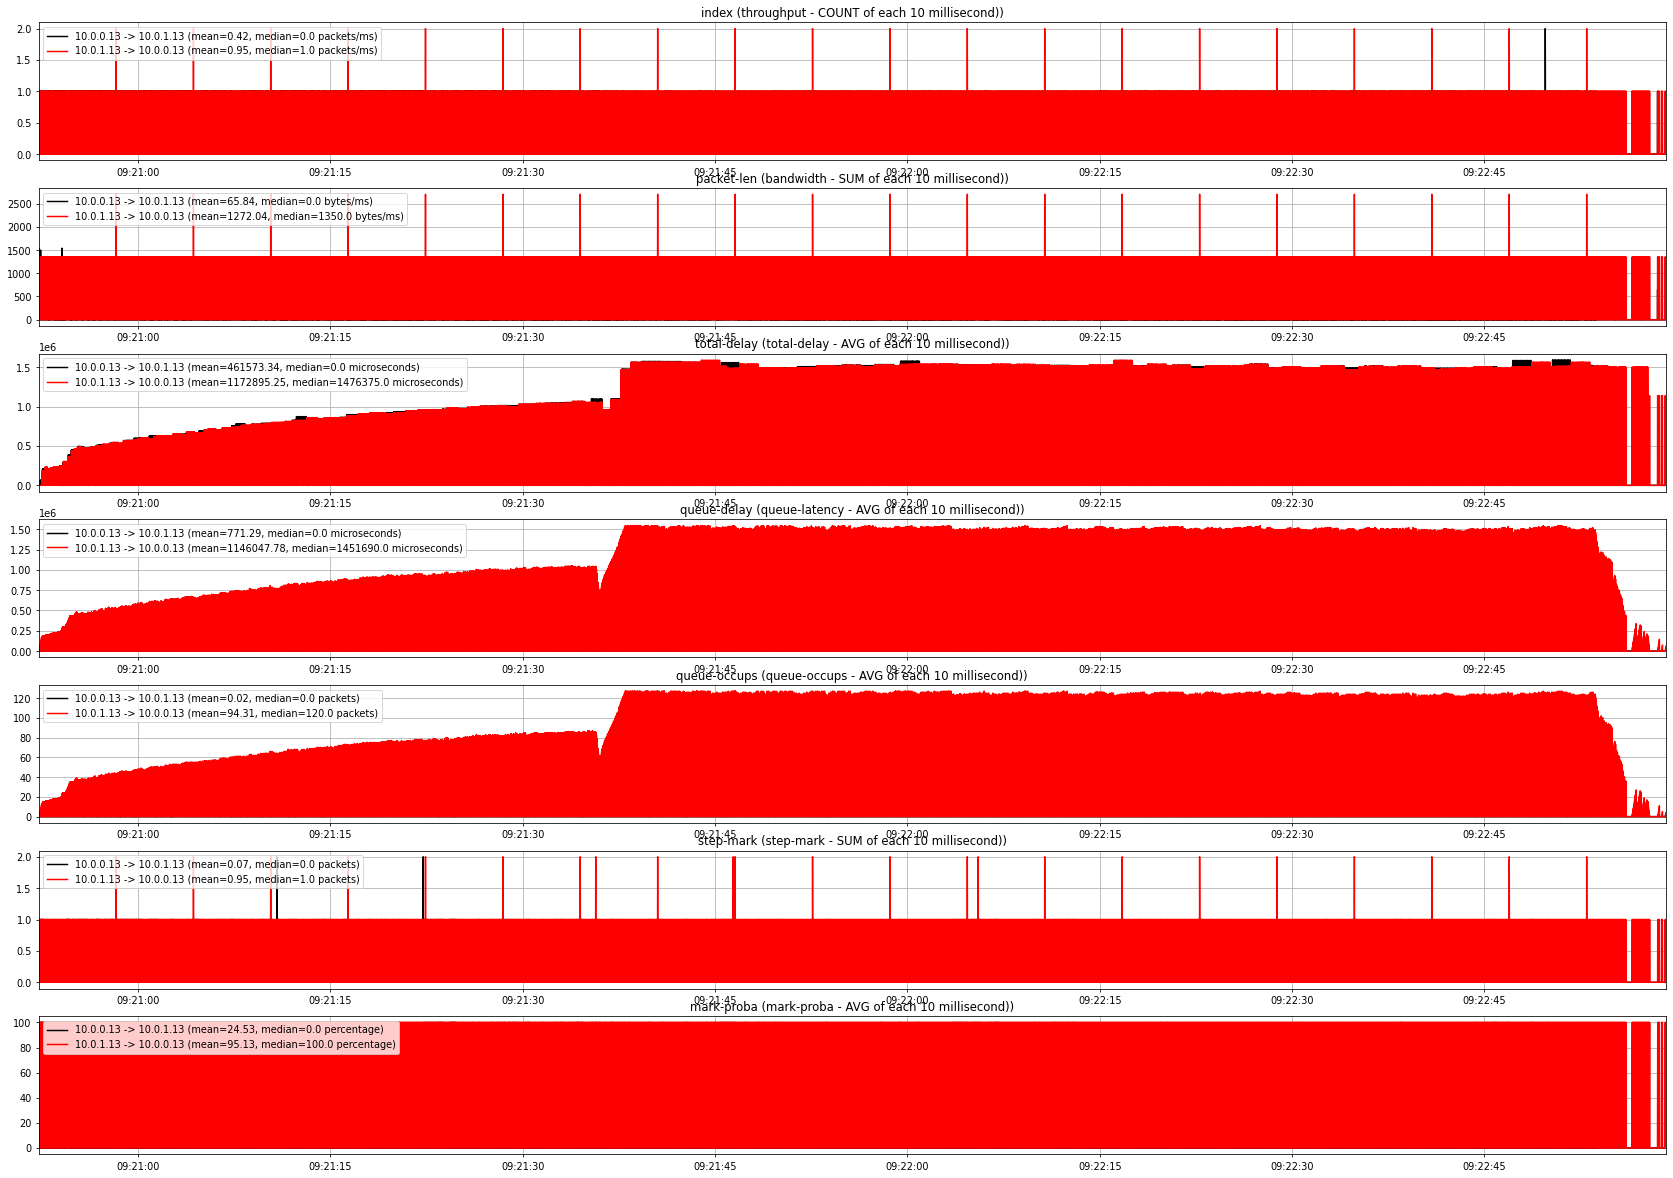 index (throughput - COUNT of each 10 millisecond))
2.0
1.5
1.0
0.5
0.0
10.0.0.13 -> 10.0.1.13 (mean=0.42, median=0.0 packets/ms)
10.0.1.13 -> 10.0.0.13 (mean=0.95, median=1.0 packets/ms)
09:21:00 09:21:15 09:21:30 09:21:45 09:22:00 09:22:15 09:22:30 09:22:45
packet-len (bandwidth - SUM of each 10 millisecond))
2500
2000
1500
1000
500
0
10.0.0.13 -> 10.0.1.13 (mean=65.84, median=0.0 bytes/ms)
10.0.1.13 -> 10.0.0.13 (mean=1272.04, median=1350.0 bytes/ms)
09:21:00 09:21:15 09:21:30 09:21:45 09:22:00 09:22:15 09:22:30 09:22:45
total-delay (total-delay - AVG of each 10 millisecond))
1e6
1.5
1.0
0.5
0.0
10.0.0.13 -> 10.0.1.13 (mean=461573.34, median=0.0 microseconds)
10.0.1.13 -> 10.0.0.13 (mean=1172895.25, median=1476375.0 microseconds)
09:21:00 09:21:15 09:21:30 09:21:45 09:22:00 09:22:15 09:22:30 09:22:45
queue-delay (queue-latency - AVG of each 10 millisecond))
1e6
1.50
1.25
1.00
0.75
0.50
0.25
0.00
10.0.0.13 -> 10.0.1.13 (mean=771.29, median=0.0 microseconds)
10.0.1.13 -> 10.0.0.13 (mean=1146047.78, median=1451690.0 microseconds)
09:21:00 09:21:15 09:21:30 09:21:45 09:22:00 09:22:15 09:22:30 09:22:45
queue-occups (queue-occups - AVG of each 10 millisecond))
120
100
80
60
40
20
0
10.0.0.13 -> 10.0.1.13 (mean=0.02, median=0.0 packets)
10.0.1.13 -> 10.0.0.13 (mean=94.31, median=120.0 packets)
09:21:00 09:21:15 09:21:30 09:21:45 09:22:00 09:22:15 09:22:30 09:22:45
step-mark (step-mark - SUM of each 10 millisecond))
2.0
1.5
1.0
0.5
0.0
10.0.0.13 -> 10.0.1.13 (mean=0.07, median=0.0 packets)
10.0.1.13 -> 10.0.0.13 (mean=0.95, median=1.0 packets)
09:21:00 09:21:15 09:21:30 09:21:45 09:22:00 09:22:15 09:22:30 09:22:45
mark-proba (mark-proba - AVG of each 10 millisecond))
100
80
60
40
20
0
10.0.0.13 -> 10.0.1.13 (mean=24.53, median=0.0 percentage)
10.0.1.13 -> 10.0.0.13 (mean=95.13, median=100.0 percentage)
09:21:00 09:21:15 09:21:30 09:21:45 09:22:00 09:22:15 09:22:30 09:22:45